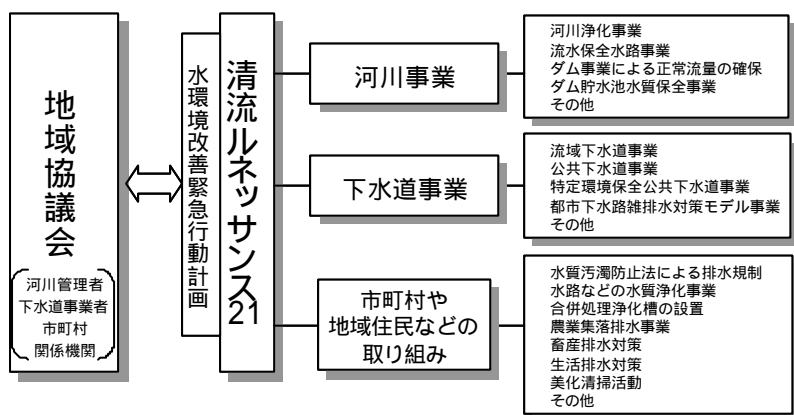 地域協議会
河川管理者
下水道事業者
市町村
関係機関
水環境改善緊急行動計画
清流ルネッサンス21
河川事業
河川浄化事業
流水保全水路事業
ダム事業による正常流量の確保
ダム貯水池水質保全事業
その他
下水道事業
流域下水道事業
公共下水道事業
特定環境保全公共下水道事業
都市下水路雑排水対策モデル事業
その他
市町村や
地域住民などの
取り組み
水質汚濁防止法による排水規制
水路などの水質浄化事業
合併処理浄化槽の設置
農業集落排水事業
畜産排水対策
生活排水対策
美化清掃活動
その他